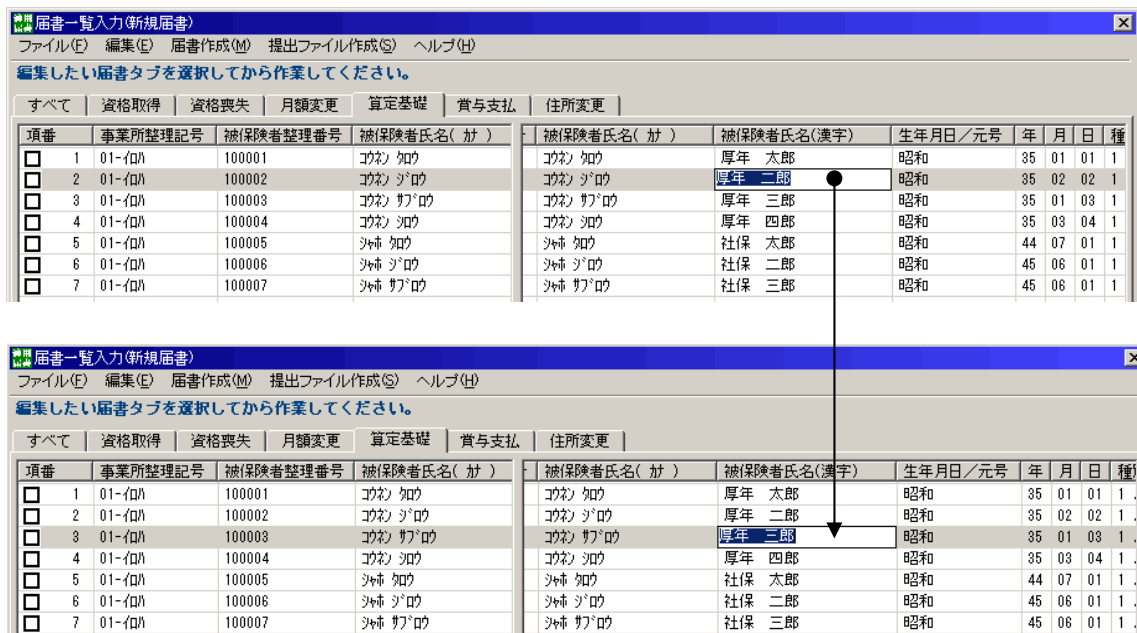 届書一覧入力(新規届書)
ファイル(F) 編集(E) 届書作成(M) 提出ファイル作成(S) ヘルプ(H)
編集したい届書タブを選択してから作業してください。
すべて 資格取得 資格喪失 月額変更 算定基礎 賞与支払 住所変更
項番 事業所整理記号 被保険者整理番号 被保険者氏名(ｶﾅ) 被保険者氏名(ｶﾅ) 被保険者氏名(漢字) 生年月日/元号 年 月 日 種
1 01-ｲﾛﾊ 100001 ｺｳﾈﾝ ﾀﾛｳ ｺｳﾈﾝ ﾀﾛｳ 厚年 太郎 昭和 35 01 01 1
2 01-ｲﾛﾊ 100002 ｺｳﾈﾝ ｼﾞﾛｳ ｺｳﾈﾝ ｼﾞﾛｳ 厚年 二郎 昭和 35 02 02 1
3 01-ｲﾛﾊ 100003 ｺｳﾈﾝ ｻﾌﾞﾛｳ ｺｳﾈﾝ ｻﾌﾞﾛｳ 厚年 三郎 昭和 35 01 03 1
4 01-ｲﾛﾊ 100004 ｺｳﾈﾝ ｼﾛｳ ｺｳﾈﾝ ｼﾛｳ 厚年 四郎 昭和 35 03 04 1
5 01-ｲﾛﾊ 100005 ｼｬﾎ ﾀﾛｳ ｼｬﾎ ﾀﾛｳ 社保 太郎 昭和 44 07 01 1
6 01-ｲﾛﾊ 100006 ｼｬﾎ ｼﾞﾛｳ ｼｬﾎ ｼﾞﾛｳ 社保 二郎 昭和 45 06 01 1
7 01-ｲﾛﾊ 100007 ｼｬﾎ ｻﾌﾞﾛｳ ｼｬﾎ ｻﾌﾞﾛｳ 社保 三郎 昭和 45 06 01 1
届書一覧入力(新規届書)
ファイル(F) 編集(E) 届書作成(M) 提出ファイル作成(S) ヘルプ(H)
編集したい届書タブを選択してから作業してください。
すべて 資格取得 資格喪失 月額変更 算定基礎 賞与支払 住所変更
項番 事業所整理記号 被保険者整理番号 被保険者氏名(ｶﾅ) 被保険者氏名(ｶﾅ) 被保険者氏名(漢字) 生年月日/元号 年 月 日
1 01-ｲﾛﾊ 100001 ｺｳﾈﾝ ﾀﾛｳ ｺｳﾈﾝ ﾀﾛｳ 厚年 太郎 昭和 35 01 01 1
2 01-ｲﾛﾊ 100002 ｺｳﾈﾝ ｼﾞﾛｳ ｺｳﾈﾝ ｼﾞﾛｳ 厚年 二郎 昭和 35 02 02 1
3 01-ｲﾛﾊ 100003 ｺｳﾈﾝ ｻﾌﾞﾛｳ ｺｳﾈﾝ ｻﾌﾞﾛｳ 厚年 三郎 昭和 35 01 03 1
4 01-ｲﾛﾊ 100004 ｺｳﾈﾝ ｼﾛｳ ｺｳﾈﾝ ｼﾛｳ 厚年 四郎 昭和 35 03 04 1
5 01-ｲﾛﾊ 100005 ｼｬﾎ ﾀﾛｳ ｼｬﾎ ﾀﾛｳ 社保 太郎 昭和 44 07 01 1
6 01-ｲﾛﾊ 100006 ｼｬﾎ ｼﾞﾛｳ ｼｬﾎ ｼﾞﾛｳ 社保 二郎 昭和 45 06 01 1
7 01-ｲﾛﾊ 100007 ｼｬﾎ ｻﾌﾞﾛｳ ｼｬﾎ ｻﾌﾞﾛｳ 社保 三郎 昭和 45 06 01 1